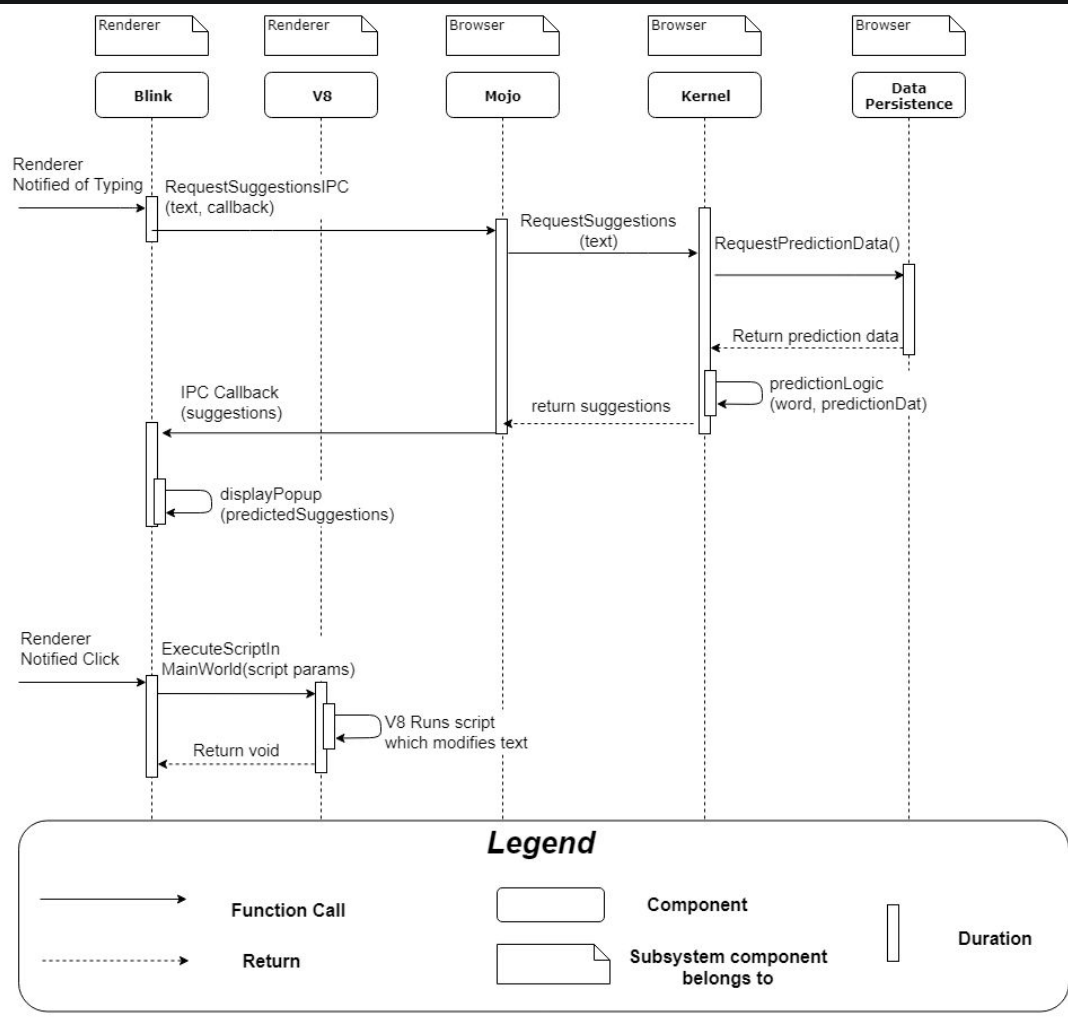 Renderer
Renderer
Browser
Browser
Browser
Blink
V8
Mojo
Kernel
Data
Persistence
Renderer
Notified of Typing
RequestSuggestionsIPC
(text, callback)
RequestSuggestions
(text)
RequestPredictionData()
Return prediction data
predictionLogic
(word, predictionDat)
return suggestions
IPC Callback
(suggestions)
displayPopup
(predictedSuggestions)
Renderer
Notified Click
ExecuteScriptIn
MainWorld(script params)
V8 Runs script
which modifies text
Return void
Legend
Function Call
Return
Component
Subsystem component
belongs to
Duration